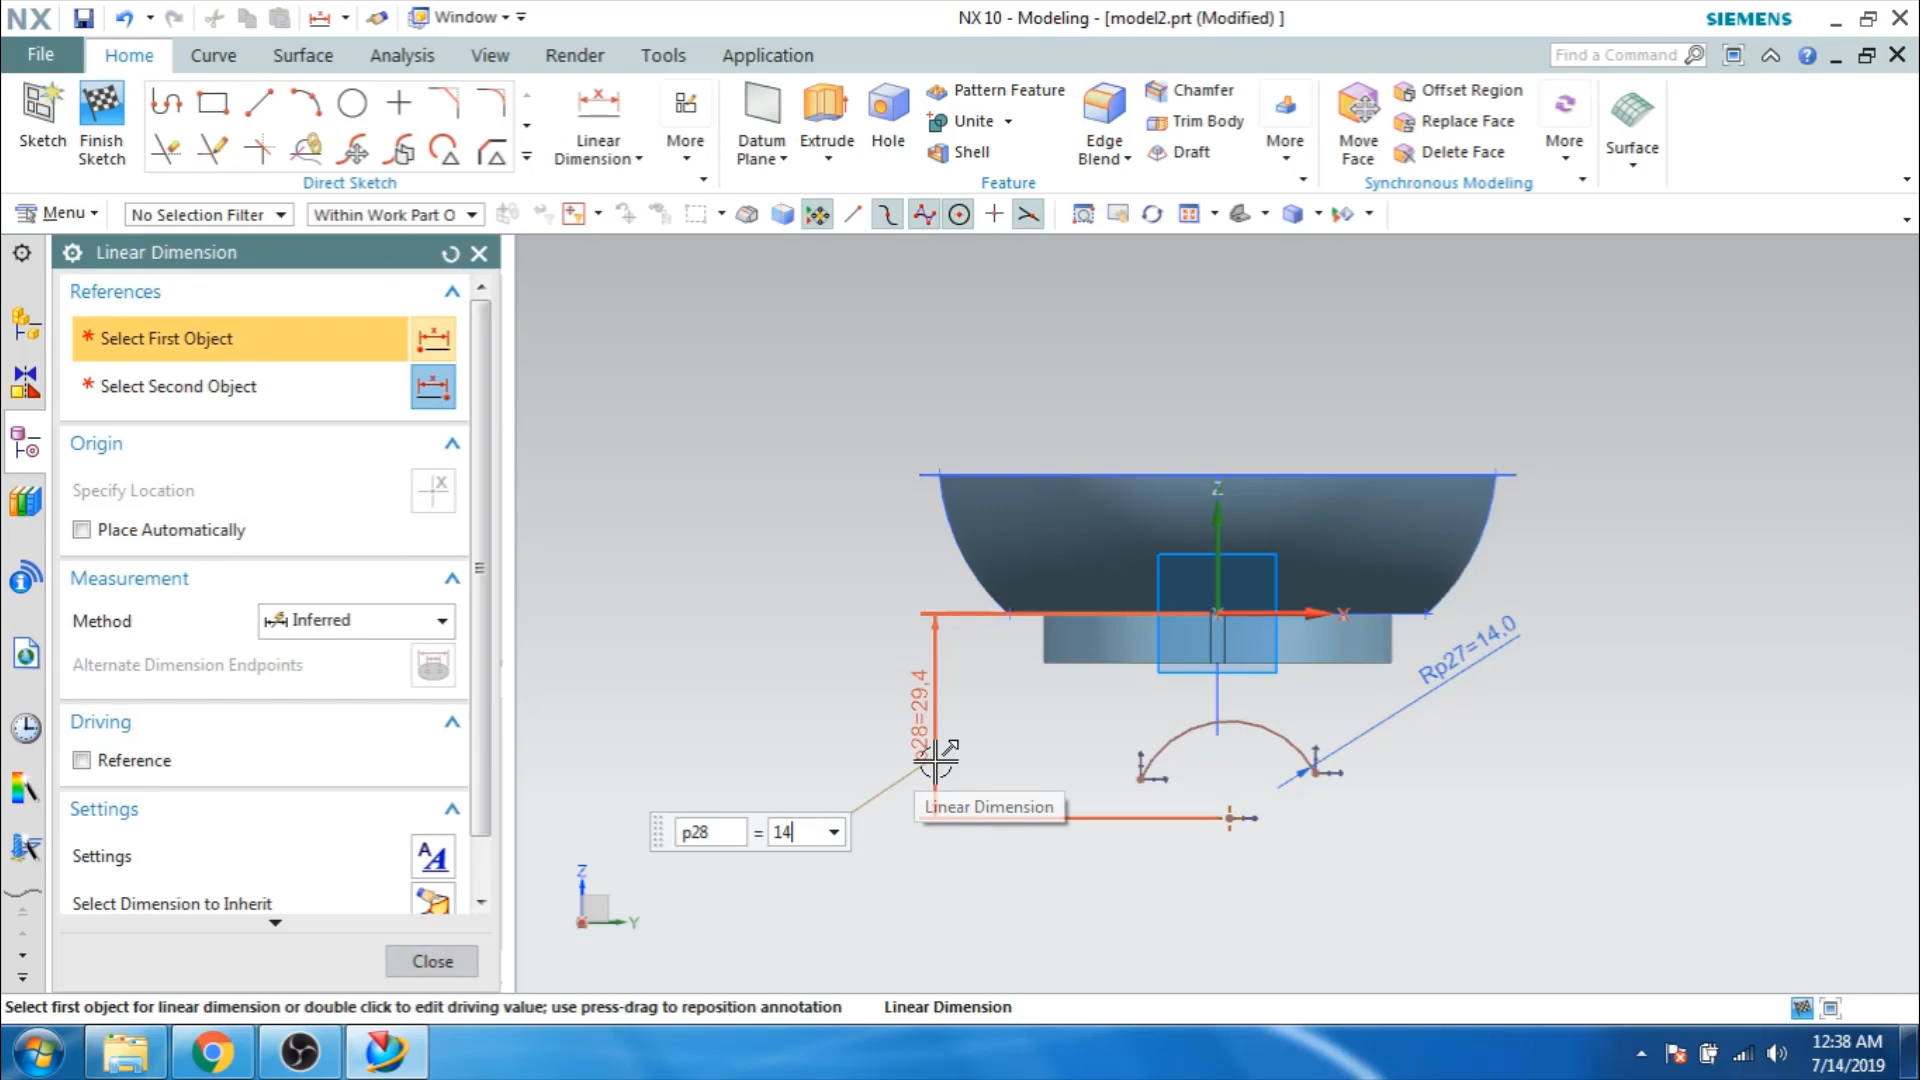 NX
Window
NX 10 - Modeling - [model2.prt (Modified) ]
SIEMENS
File
Home
Curve
Surface
Analysis
View
Render
Tools
Application
Find a Command
Sketch
Finish
Sketch
Direct Sketch
Linear
Dimension
More
Datum
Plane
Extrude
Hole
Pattern Feature
Unite
Shell
Edge
Blend
Chamfer
Trim Body
Draft
More
Feature
Move
Face
Offset Region
Replace Face
Delete Face
More
Synchronous Modeling
Surface
Menu
No Selection Filter
Within Work Part O
Linear Dimension
References
* Select First Object
* Select Second Object
Origin
Specify Location
Place Automatically
Measurement
Method
Inferred
Alternate Dimension Endpoints
Driving
Reference
Settings
Settings
Select Dimension to Inherit
Close
Z
X
Rp27=14,0
p28=29,4
Linear Dimension
p28 = 14
Z
Y
Select first object for linear dimension or double click to edit driving value; use press-drag to reposition annotation
Linear Dimension
12:38 AM
7/14/2019